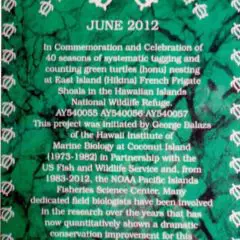 JUNE 2012
In Commemoration and Celebration of
40 seasons of systematic tagging and
counting green turtles (honu) nesting
at East Island (Hikina) French Frigate
Shoals in the Hawaiian Islands
National Wildlife Refuge.
AY540055 AY540056 AY540057
This project was initiated by George Balazs
of the Hawaii Institute of
Marine Biology at Coconut Island
(1973-1982) in Partnership with the
US Fish and Wildlife Service and, from
1983-2012, the NOAA Pacific Islands
Fisheries Science Center. Many
dedicated field biologists have been involved
in the research over the years that has
now quantitatively shown a dramatic
conservation improvement for this